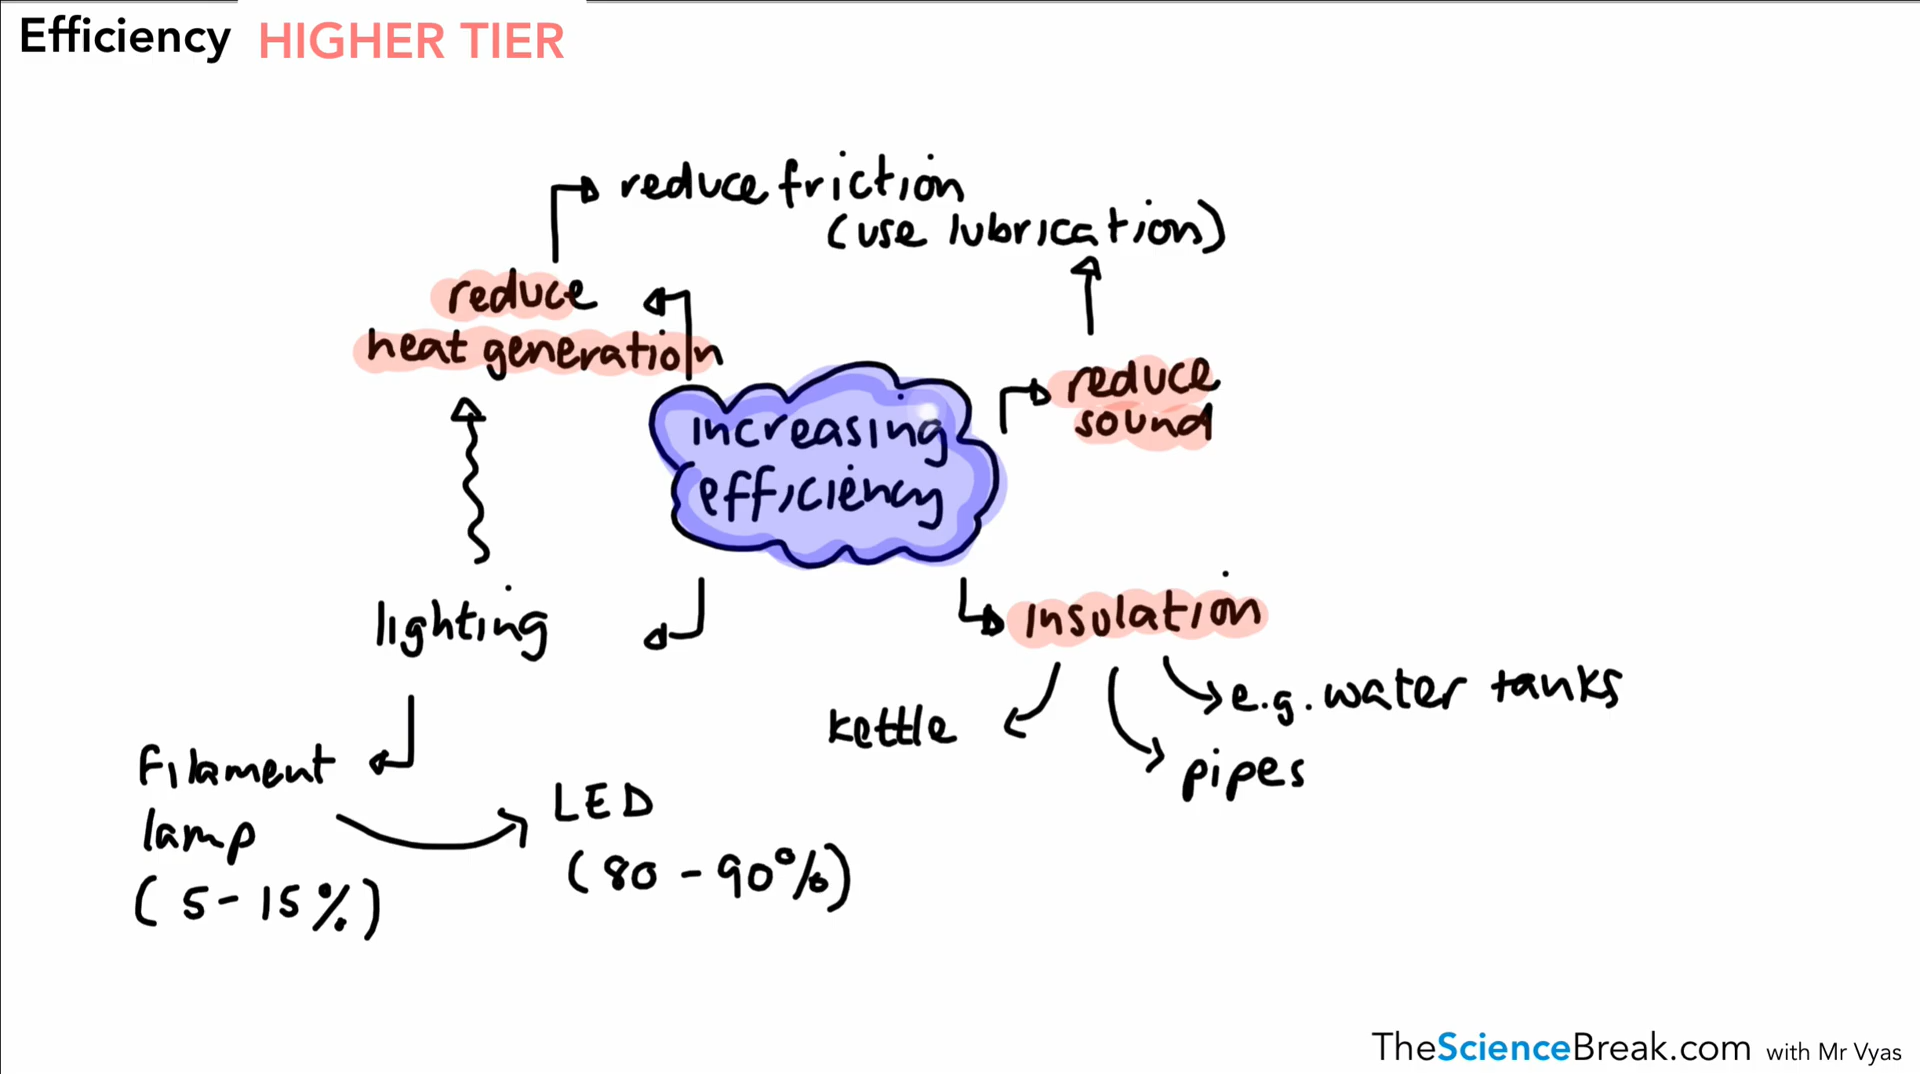 Efficiency HIGHER TIER
reduce friction
(use lubrication)
reduce
heat generation
reduce
sound
increasing
efficiency
lighting
insulation
e.g. water tanks
kettle
pipes
Filament
lamp
(5-15%)
LED
(80-90%)
TheScienceBreak.com with Mr Vyas